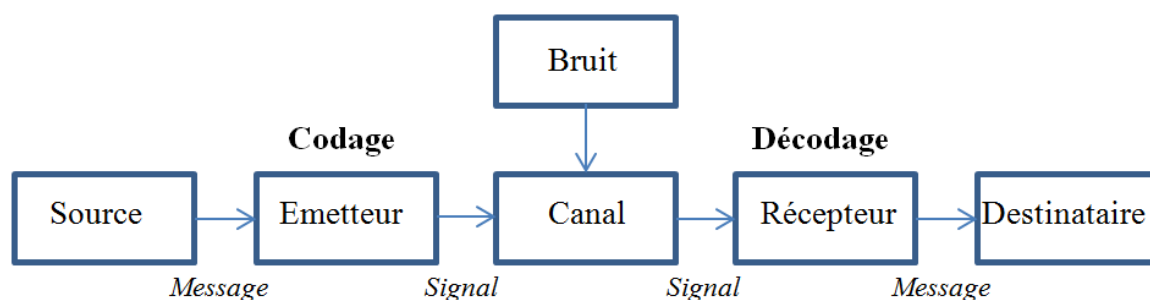 Bruit
Codage
Décodage
Source
Emetteur
Canal
Récepteur
Destinataire
Message
Signal
Signal
Message